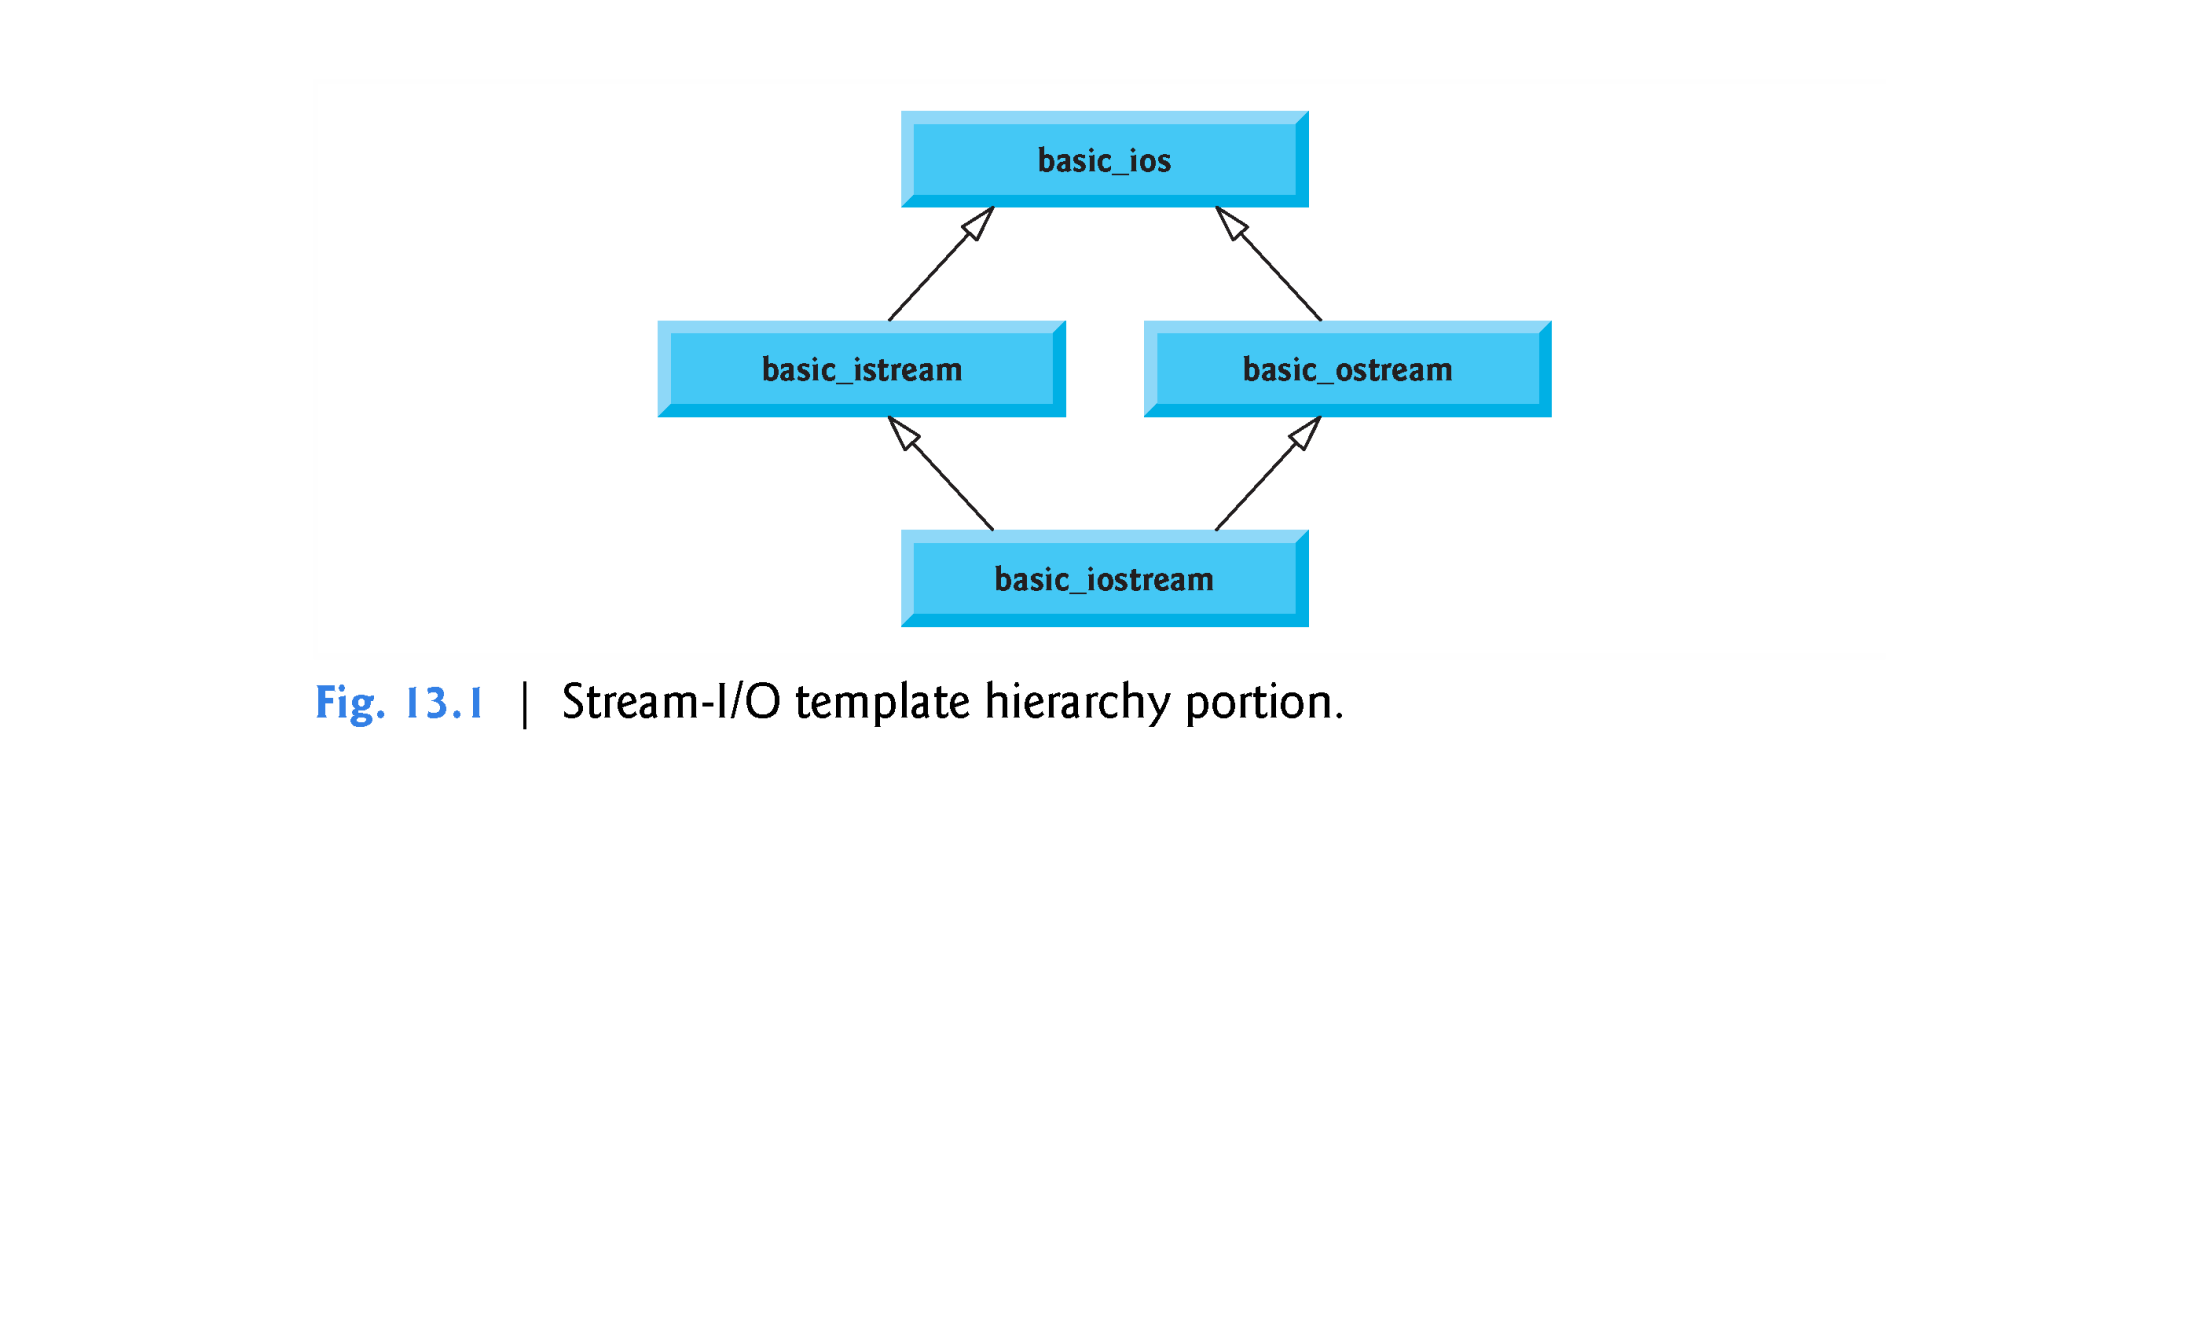 basic_ios
basic_istream basic_ostream
basic_iostream
Fig. 13.1 | Stream-I/O template hierarchy portion.